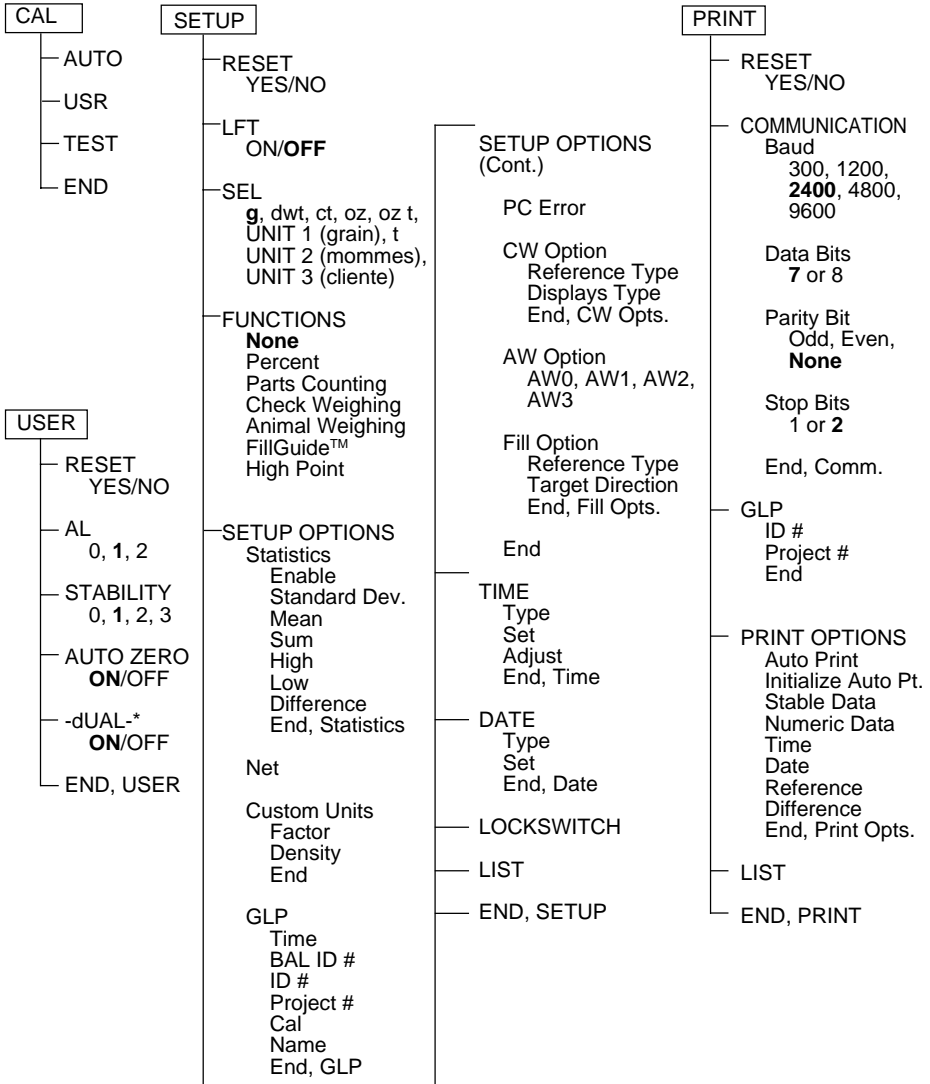 CAL
AUTO
USR
TEST
END
USER
RESET
YES/NO
AL
0, 1, 2
STABILITY
0, 1, 2, 3
AUTO ZERO
ON/OFF
-dUAL-*
ON/OFF
END, USER
SETUP
RESET
YES/NO
LFT
ON/OFF
SEL
g, dwt, ct, oz, oz t,
UNIT 1 (grain), t
UNIT 2 (mommes),
UNIT 3 (cliente)
FUNCTIONS
None
Percent
Parts Counting
Check Weighing
Animal Weighing
FillGuide™
High Point
SETUP OPTIONS
Statistics
Enable
Standard Dev.
Mean
Sum
High
Low
Difference
End, Statistics
Net
Custom Units
Factor
Density
End
GLP
Time
BAL ID #
ID #
Project #
Cal
Name
End, GLP
SETUP OPTIONS
(Cont.)
PC Error
CW Option
Reference Type
Displays Type
End, CW Opts.
AW Option
AW0, AW1, AW2,
AW3
Fill Option
Reference Type
Target Direction
End, Fill Opts.
End
TIME
Type
Set
Adjust
End, Time
DATE
Type
Set
End, Date
LOCKSWITCH
LIST
END, SETUP
PRINT
RESET
YES/NO
COMMUNICATION
Baud
300, 1200,
2400, 4800,
9600
Data Bits
7 or 8
Parity Bit
Odd, Even,
None
Stop Bits
1 or 2
End, Comm.
GLP
ID #
Project #
End
PRINT OPTIONS
Auto Print
Initialize Auto Pt.
Stable Data
Numeric Data
Time
Date
Reference
Difference
End, Print Opts.
LIST
END, PRINT